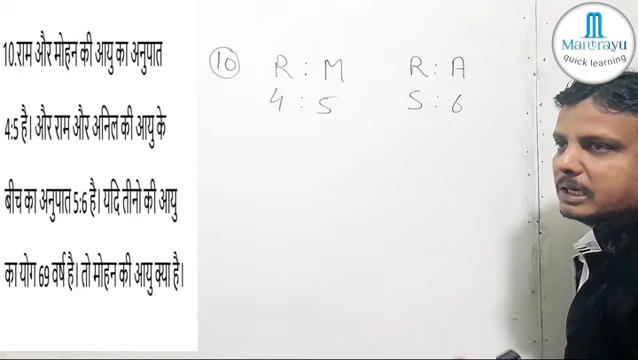 10.राम और मोहन की आयु का अनुपात
4:5 है। और राम और अनिल की आयु के
बीच का अनुपात 5:6 है। यदि तीनो की आयु
का योग 69 वर्ष है। तो मोहन की आयु क्या है।
10 R : M R : A
4 : 5 5 : 6
Marurayu
quick learning